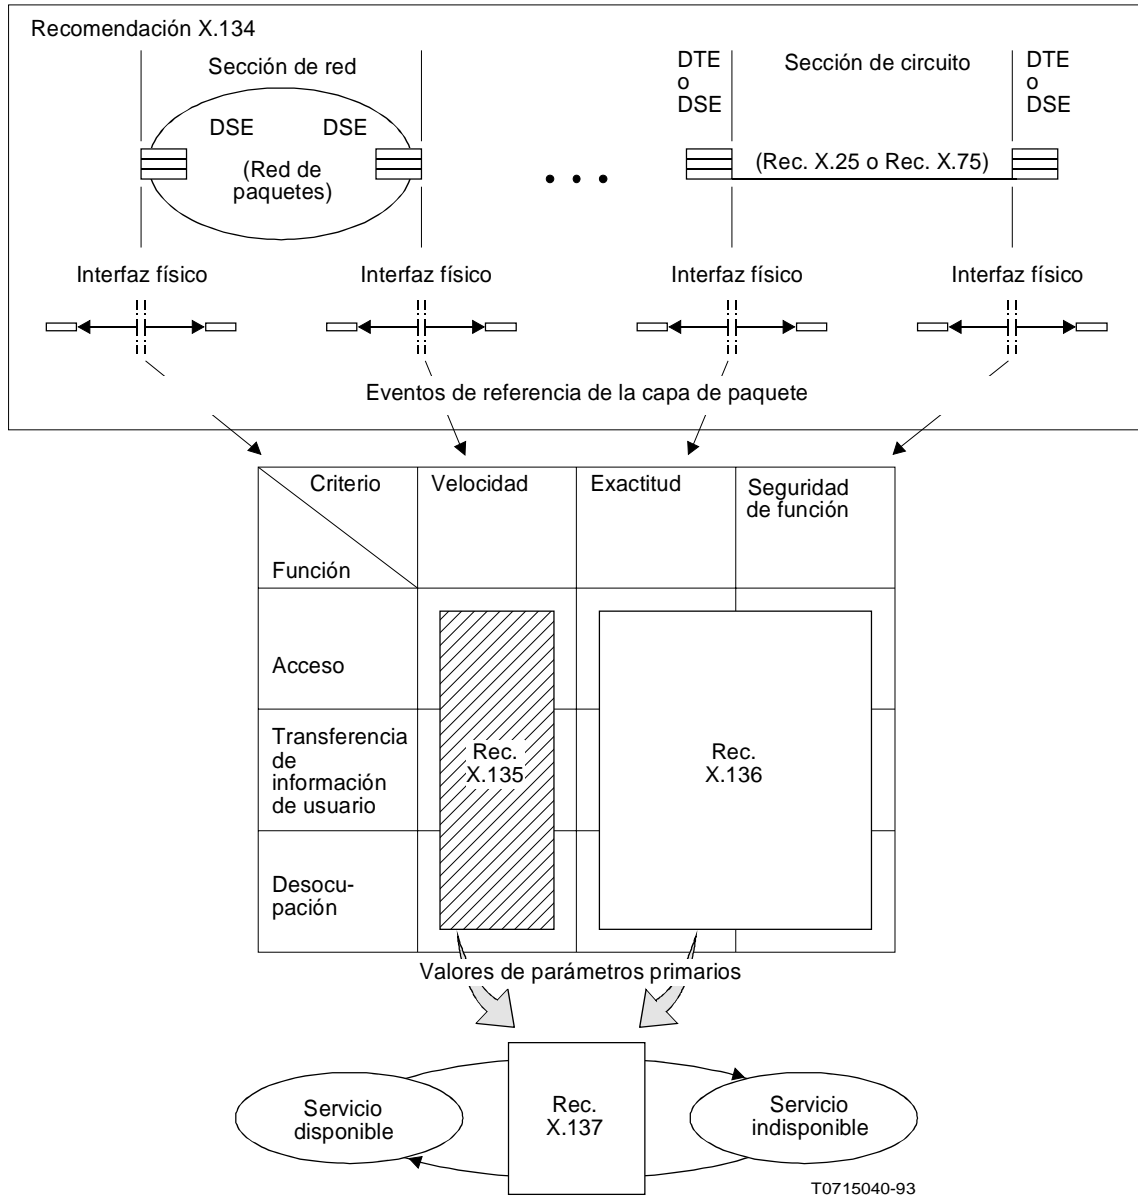 Recomendación X.134
Sección de red
DSE DSE
(Red de
paquetes)
DTE
o
DSE
Sección de circuito
DTE
o
DSE
(Rec. X.25 o Rec. X.75)
Interfaz físico
Interfaz físico
Interfaz físico
Interfaz físico
Eventos de referencia de la capa de paquete
Criterio
Función
Velocidad
Exactitud
Seguridad
de función
Acceso
Transferencia
de
información
de usuario
Desocu-
pación
Rec.
X.135
Rec.
X.136
Valores de parámetros primarios
Servicio
disponible
Rec.
X.137
Servicio
indisponible
T0715040-93